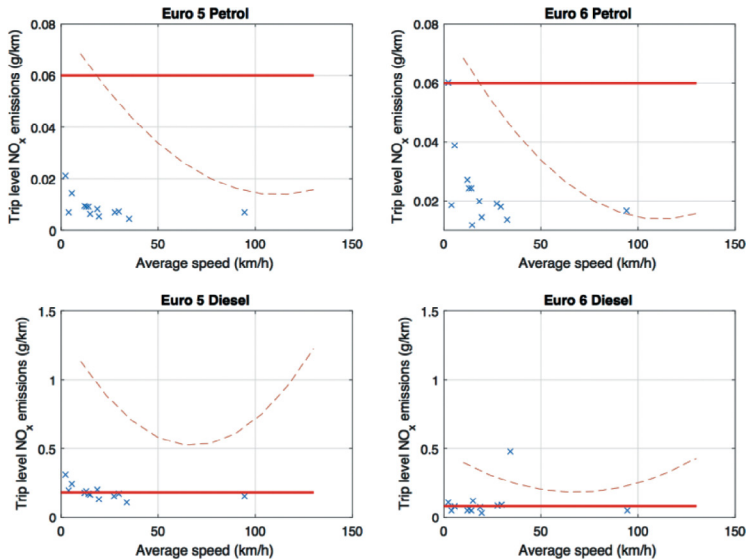 Euro 5 Petrol
Trip level NOx emissions (g/km)
0.08
0.06
0.04
0.02
0
0
50
100
150
Average speed (km/h)
Euro 6 Petrol
Trip level NOx emissions (g/km)
0.08
0.06
0.04
0.02
0
50
100
150
Average speed (km/h)
Euro 5 Diesel
Trip level NOx emissions (g/km)
1.5
1
0.5
0
0
50
100
150
Average speed (km/h)
Euro 6 Diesel
Trip level NOx emissions (g/km)
1.5
1
0.5
0
0
50
100
150
Average speed (km/h)